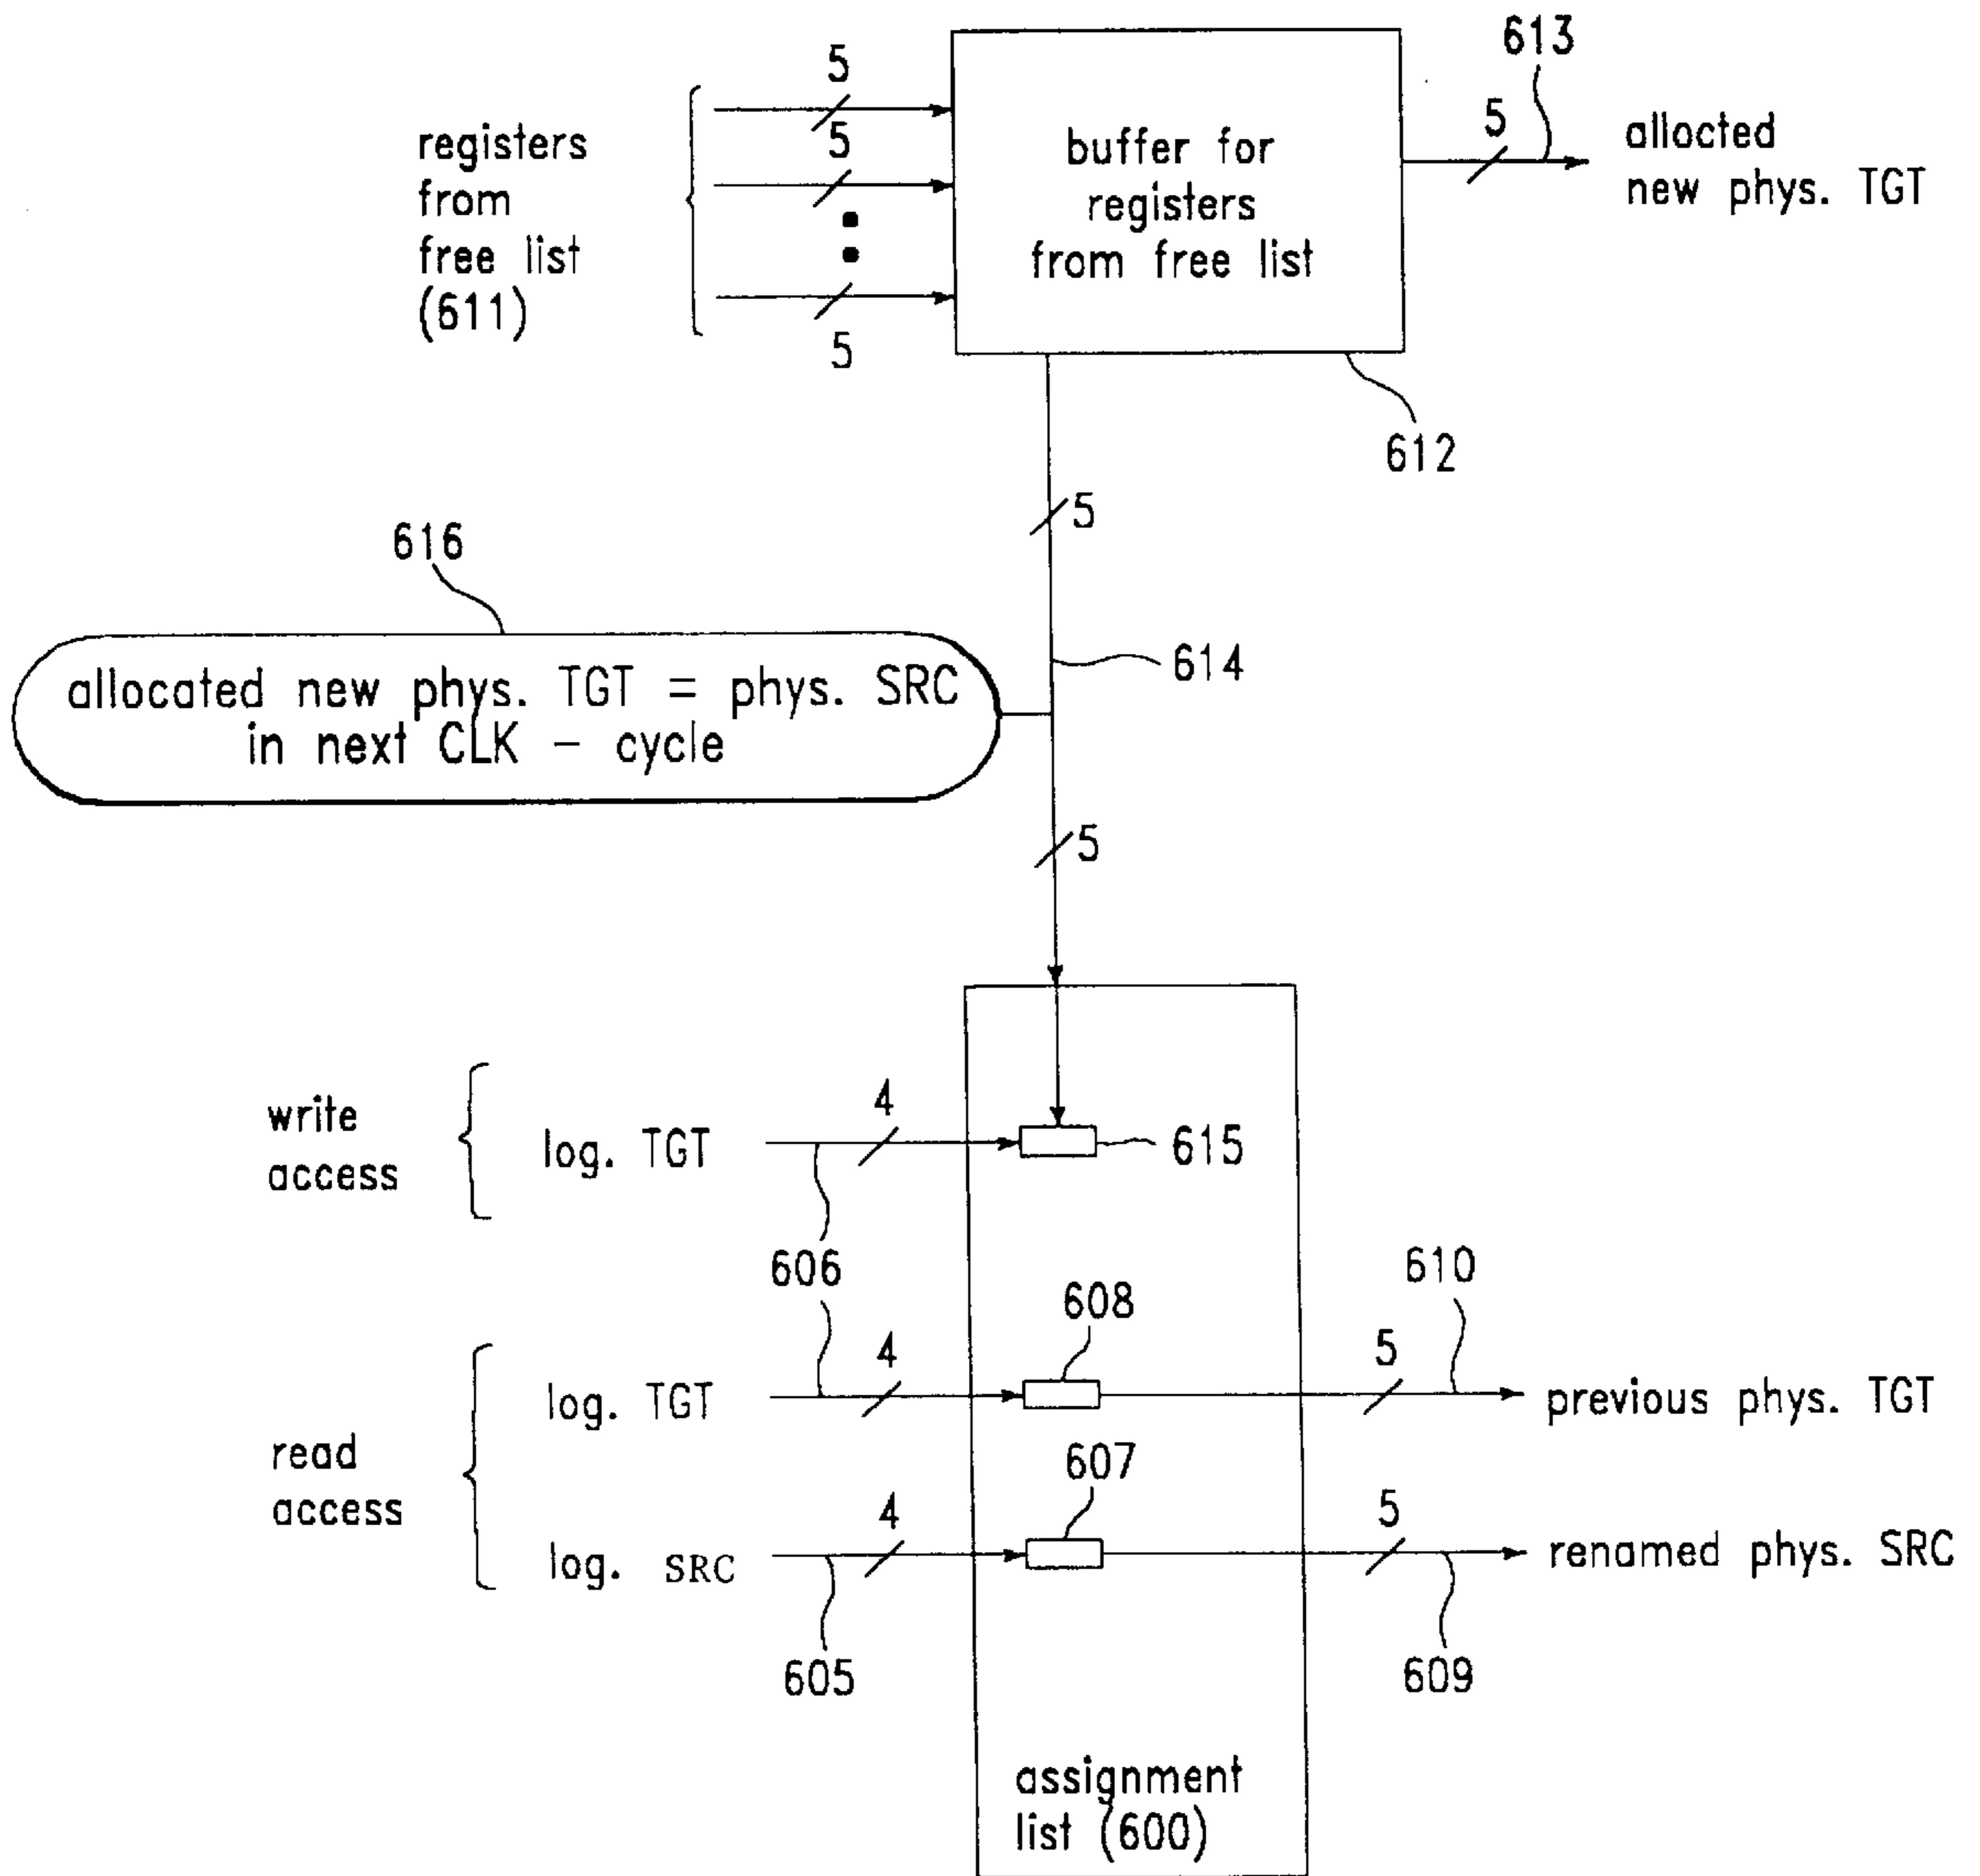 613
5
5
5
5
registers
from
free list
(611)
buffer for
registers
from free list
allocted
new phys. TGT
612
5
616
614
allocated new phys. TGT = phys. SRC
in next CLK - cycle
5
write
access
log. TGT
4
615
606
608
610
read
access
log. TGT
4
5
previous phys. TGT
607
log. SRC
4
5
renamed phys. SRC
605
609
assignment
list (600)